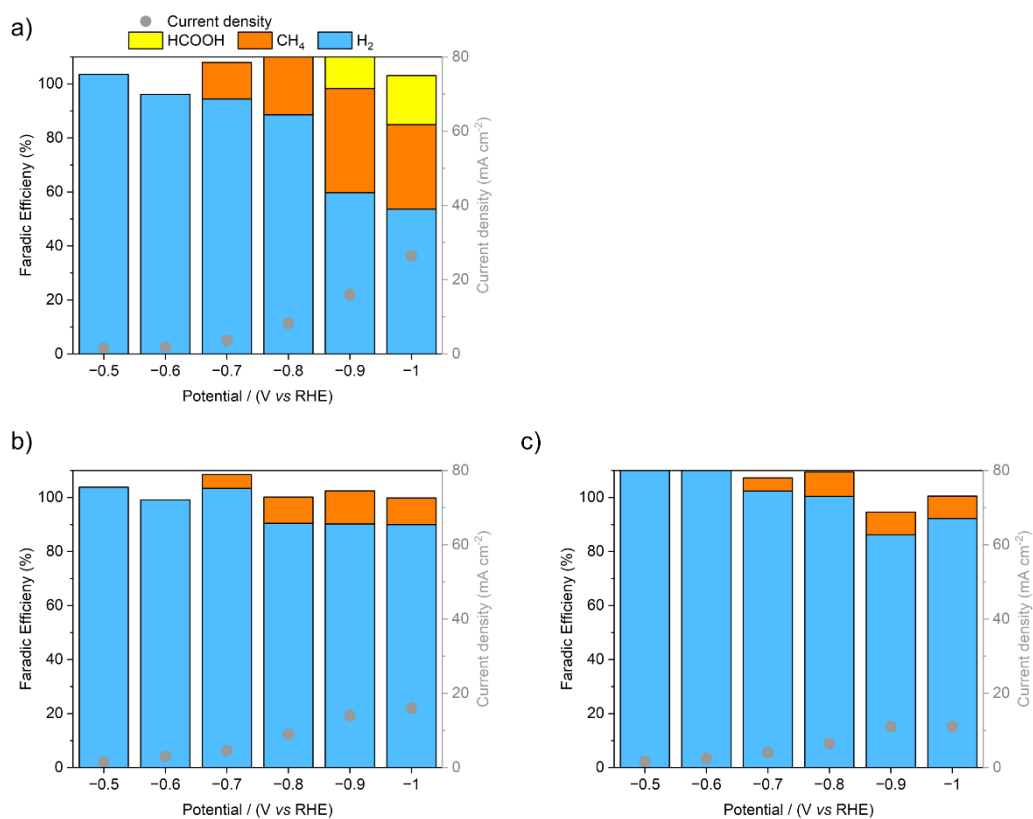 a)
Current density
HCOOH CH₄ H₂
100
80
60
40
20
0
80
60
40
20
0
Faradic Efficieny (%)
Current density (mA cm⁻²)
−0.5 −0.6 −0.7 −0.8 −0.9 −1
Potential / (V vs RHE)
b)
100
80
60
40
20
0
80
60
40
20
0
Faradic Efficieny (%)
Current density (mA cm⁻²)
−0.5 −0.6 −0.7 −0.8 −0.9 −1
Potential / (V vs RHE)
c)
100
80
60
40
20
0
80
60
40
20
0
Faradic Efficieny (%)
Current density (mA cm⁻²)
−0.5 −0.6 −0.7 −0.8 −0.9 −1
Potential / (V vs RHE)